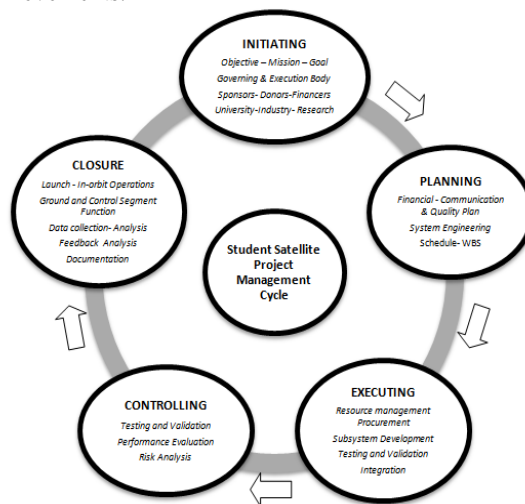 INITIATING
Objective – Mission – Goal
Governing & Execution Body
Sponsors- Donors-Financers
University-Industry- Research
PLANNING
Financial - Communication
& Quality Plan
System Engineering
Schedule- WBS
EXECUTING
Resource management
Procurement
Subsystem Development
Testing and Validation
Integration
CONTROLLING
Testing and Validation
Performance Evaluation
Risk Analysis
CLOSURE
Launch - In-orbit Operations
Ground and Control Segment
Function
Data collection- Analysis
Feedback Analysis
Documentation
Student Satellite
Project
Management
Cycle